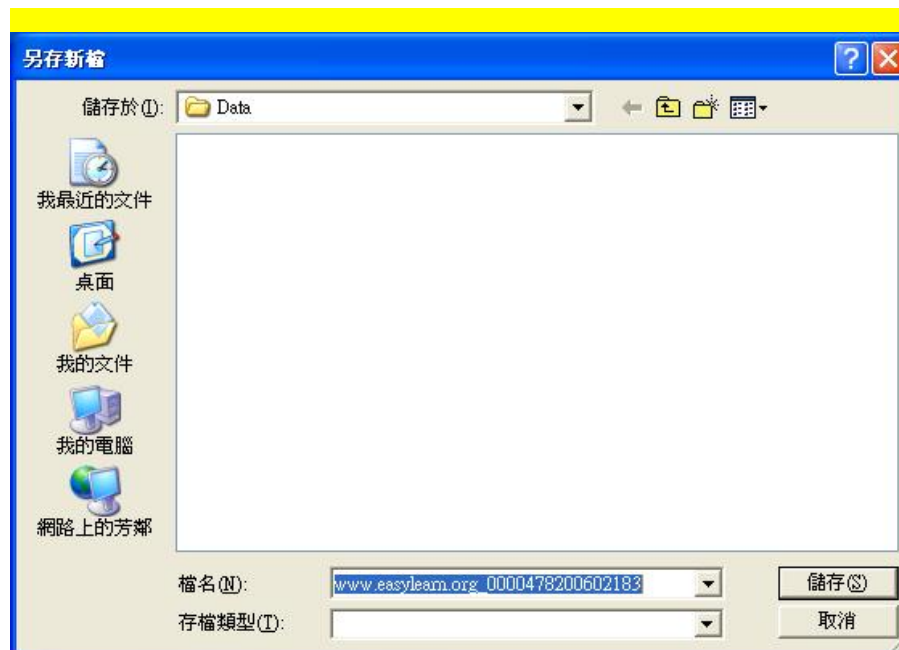 另存新檔
儲存於(I):
Data
我最近的文件
桌面
我的文件
我的電腦
網路上的芳鄰
檔名(N):
www.easylearn.org_0000478200602183
儲存(S)
存檔類型(T):
取消